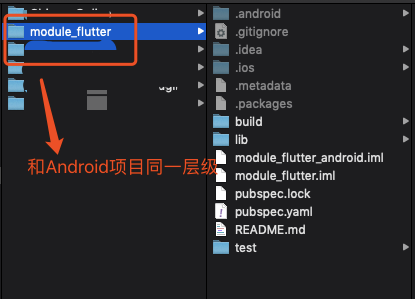 module_flutter
和Android项目同一层级
.android
.gitignore
.idea
.ios
.metadata
.packages
build
lib
module_flutter_android.iml
module_flutter.iml
pubspec.lock
pubspec.yaml
README.md
test